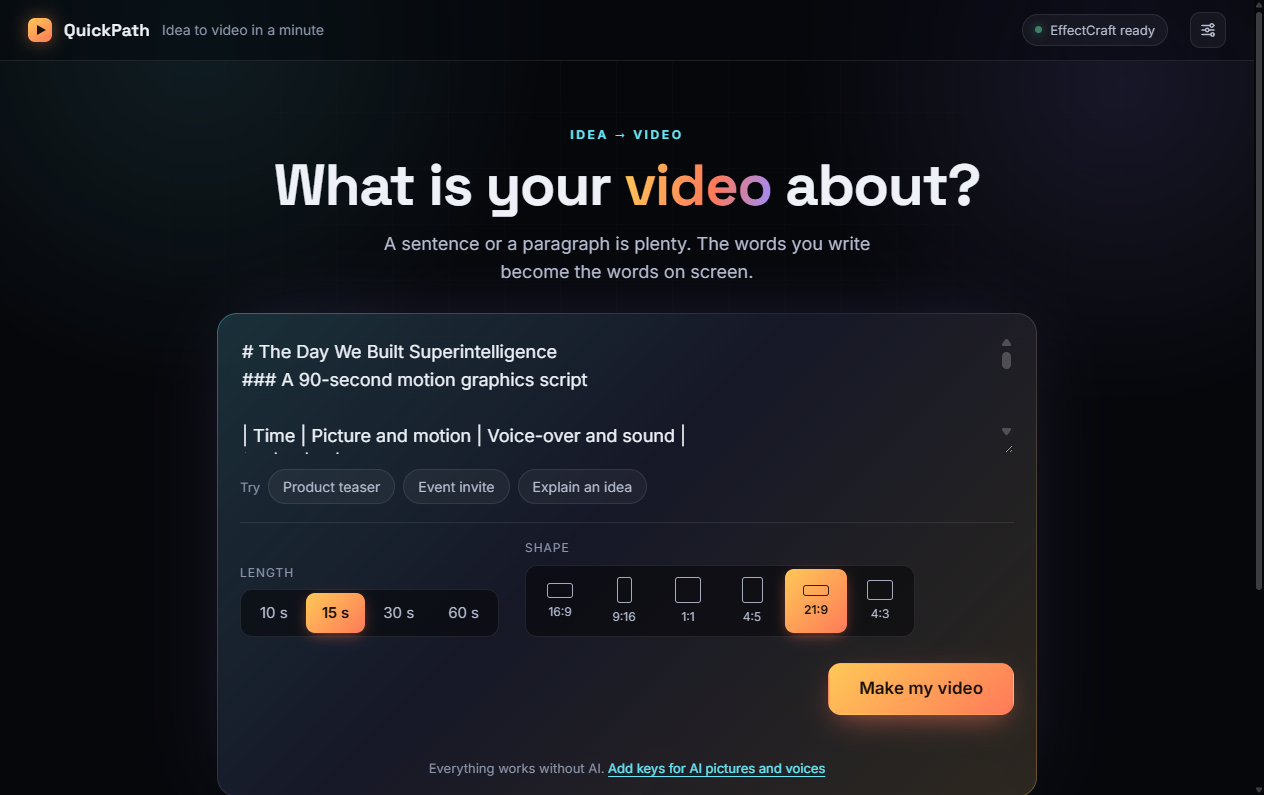 QuickPath Idea to video in a minute
EffectCraft ready
IDEA → VIDEO
What is your video about?
A sentence or a paragraph is plenty. The words you write
become the words on screen.
# The Day We Built Superintelligence
### A 90-second motion graphics script
| Time | Picture and motion | Voice-over and sound |
Try Product teaser Event invite Explain an idea
LENGTH
10 s 15 s 30 s 60 s
SHAPE
16:9 9:16 1:1 4:5 21:9 4:3
Make my video
Everything works without AI. Add keys for AI pictures and voices